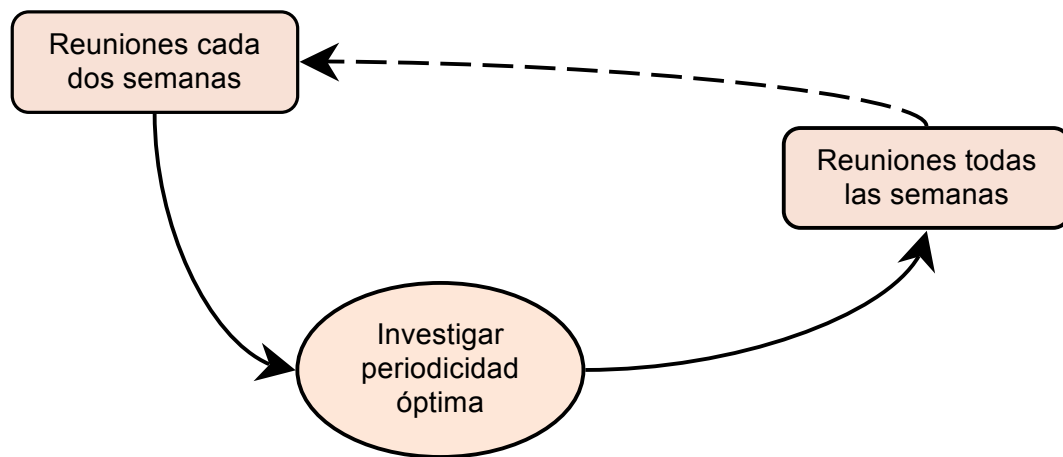 Reuniones cada
dos semanas
Reuniones todas
las semanas
Investigar
periodicidad
óptima